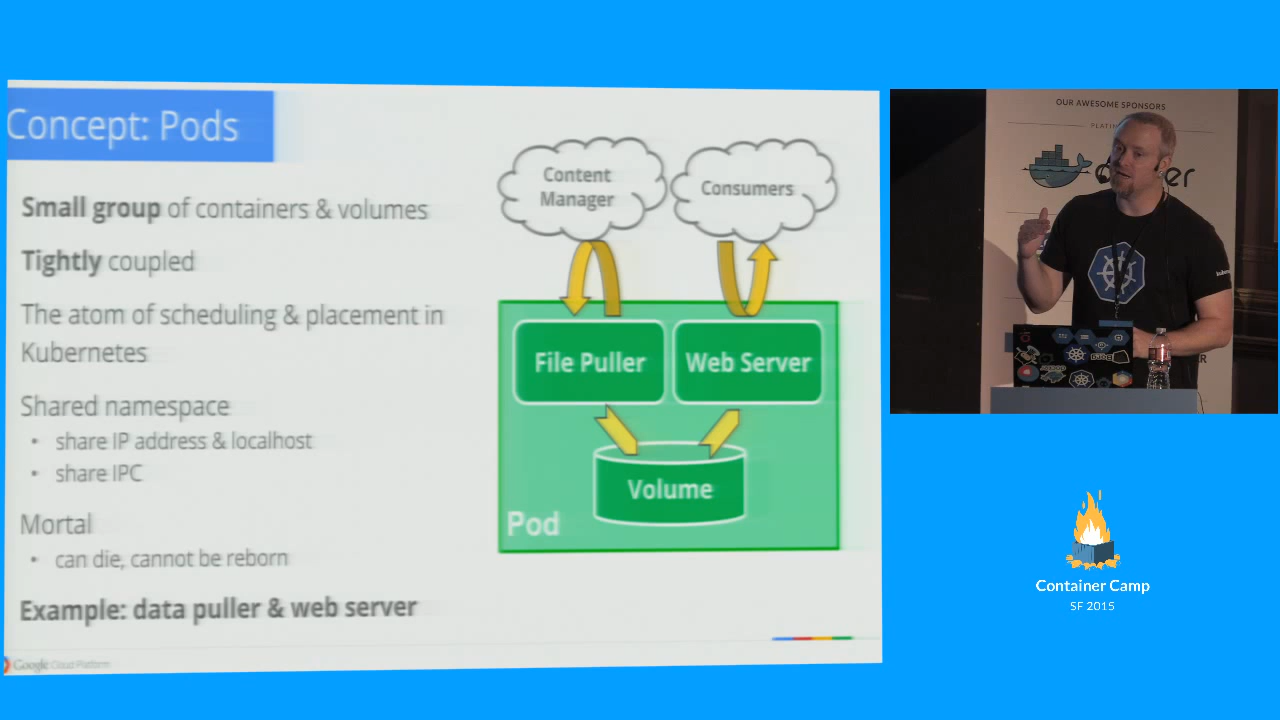 Concept: Pods
Small group of containers & volumes
Tightly coupled
The atom of scheduling & placement in
Kubernetes
Shared namespace
• share IP address & localhost
• share IPC
Mortal
• can die, cannot be reborn
Example: data puller & web server
Google Cloud Platform
Content
Manager
Consumers
File Puller
Web Server
Volume
Pod
OUR AWESOME SPONSORS
Container Camp
SF 2015